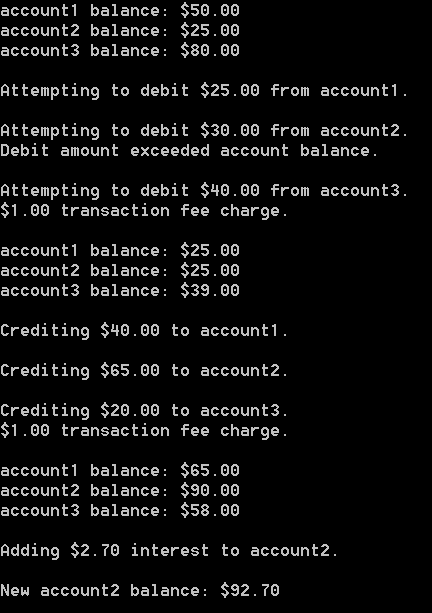 account1 balance: $50.00
account2 balance: $25.00
account3 balance: $80.00
Attempting to debit $25.00 from account1.
Attempting to debit $30.00 from account2.
Debit amount exceeded account balance.
Attempting to debit $40.00 from account3.
$1.00 transaction fee charge.
account1 balance: $25.00
account2 balance: $25.00
account3 balance: $39.00
Crediting $40.00 to account1.
Crediting $65.00 to account2.
Crediting $20.00 to account3.
$1.00 transaction fee charge.
account1 balance: $65.00
account2 balance: $90.00
account3 balance: $58.00
Adding $2.70 interest to account2.
New account2 balance: $92.70